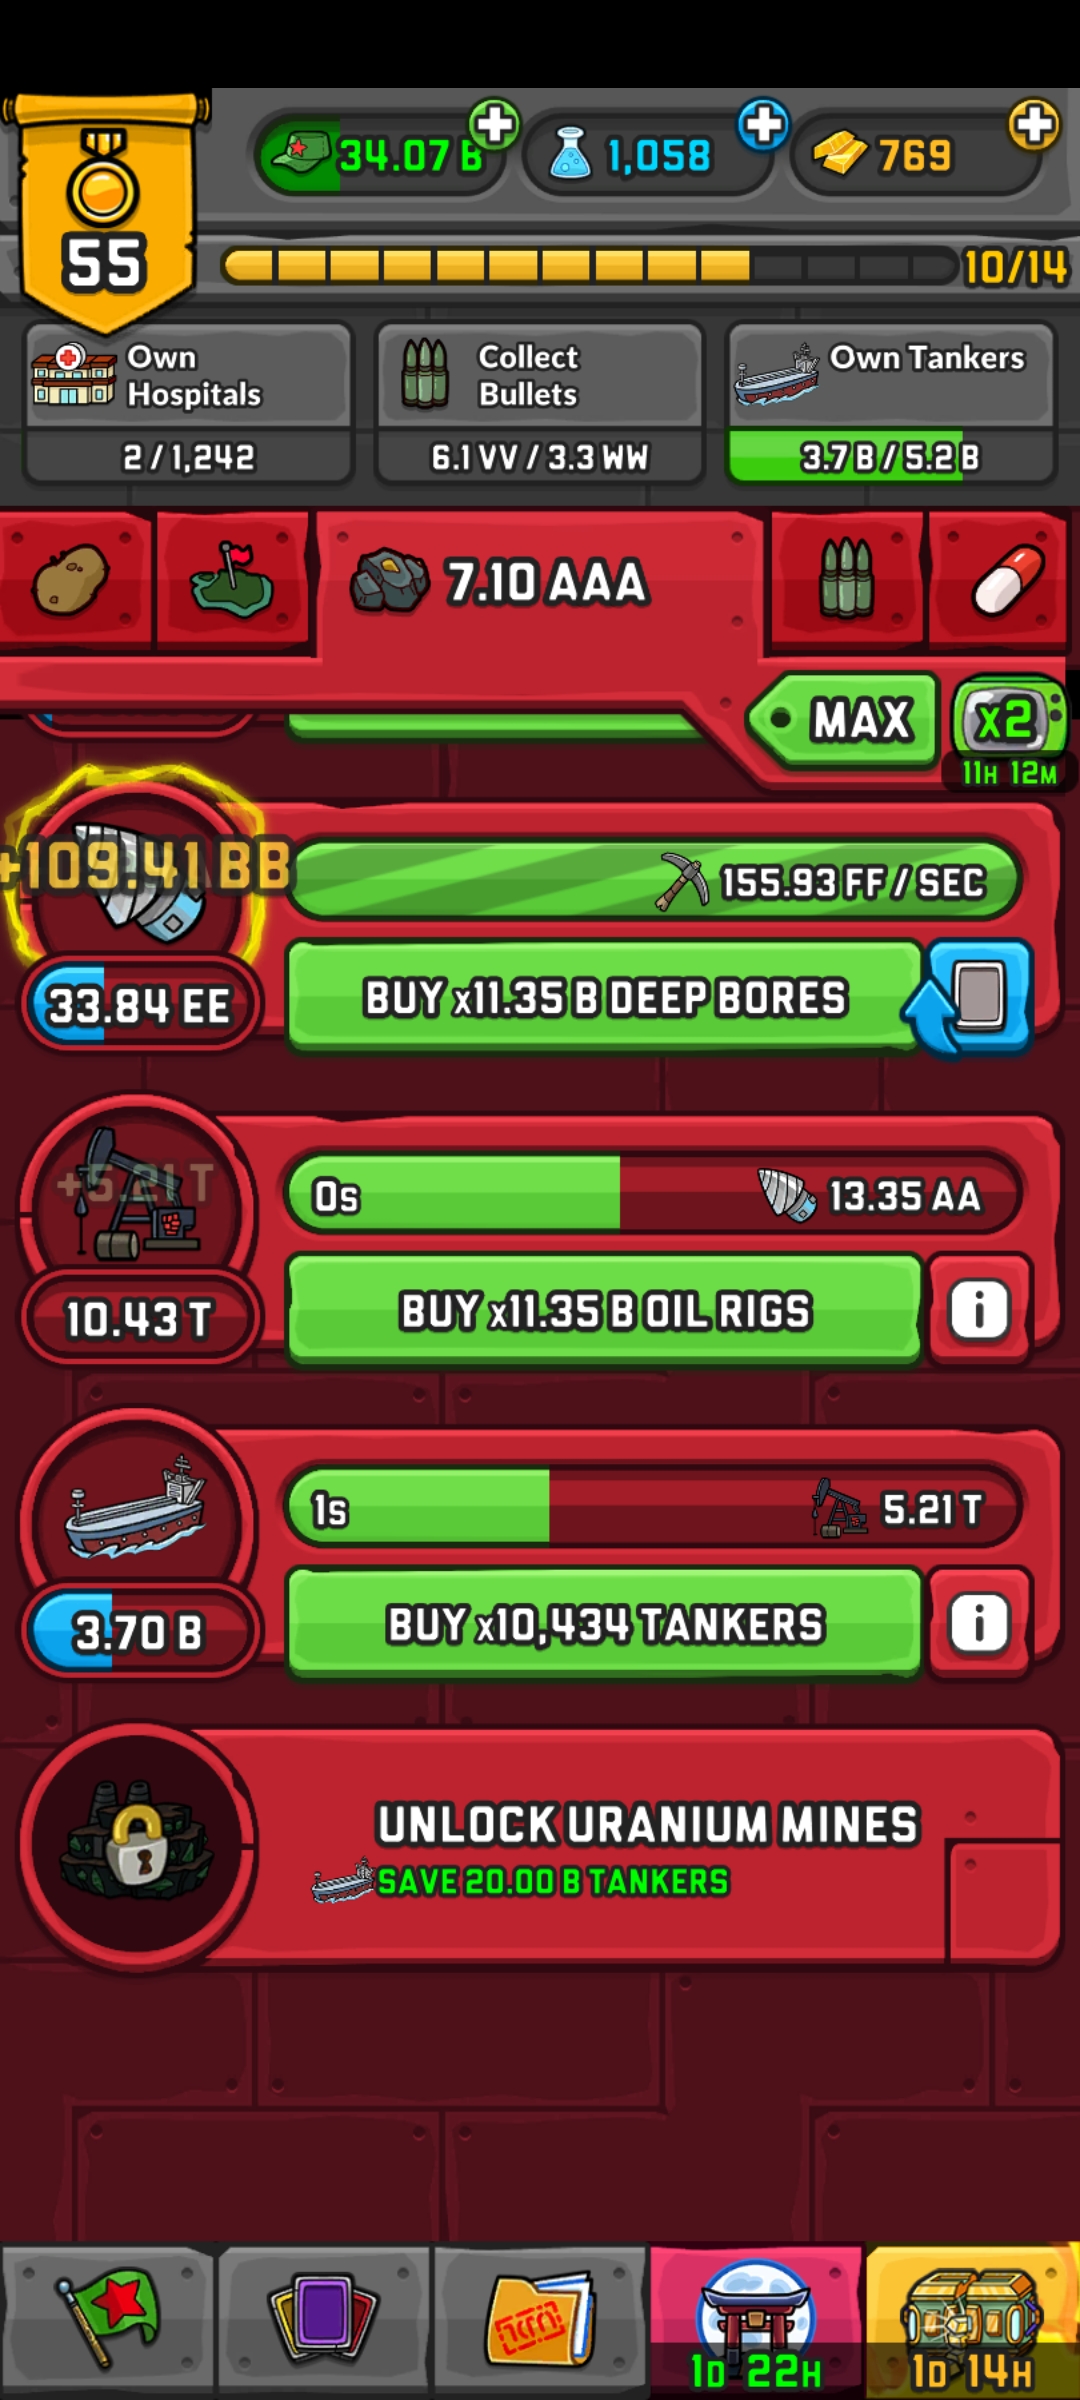 34.07 B
1,058
769
55
10/14
Own
Hospitals
2 / 1,242
Collect
Bullets
6.1 VV / 3.3 WW
Own Tankers
3.7 B / 5.2 B
7.10 AAA
MAX
x2
11H 12M
+109.41 BB
155.93 FF / SEC
33.84 EE
BUY x11.35 B DEEP BORES
+5.21 T
0s
13.35 AA
10.43 T
BUY x11.35 B OIL RIGS
i
1s
5.21 T
3.70 B
BUY x10,434 TANKERS
i
UNLOCK URANIUM MINES
SAVE 20.00 B TANKERS
1D 22H
1D 14H